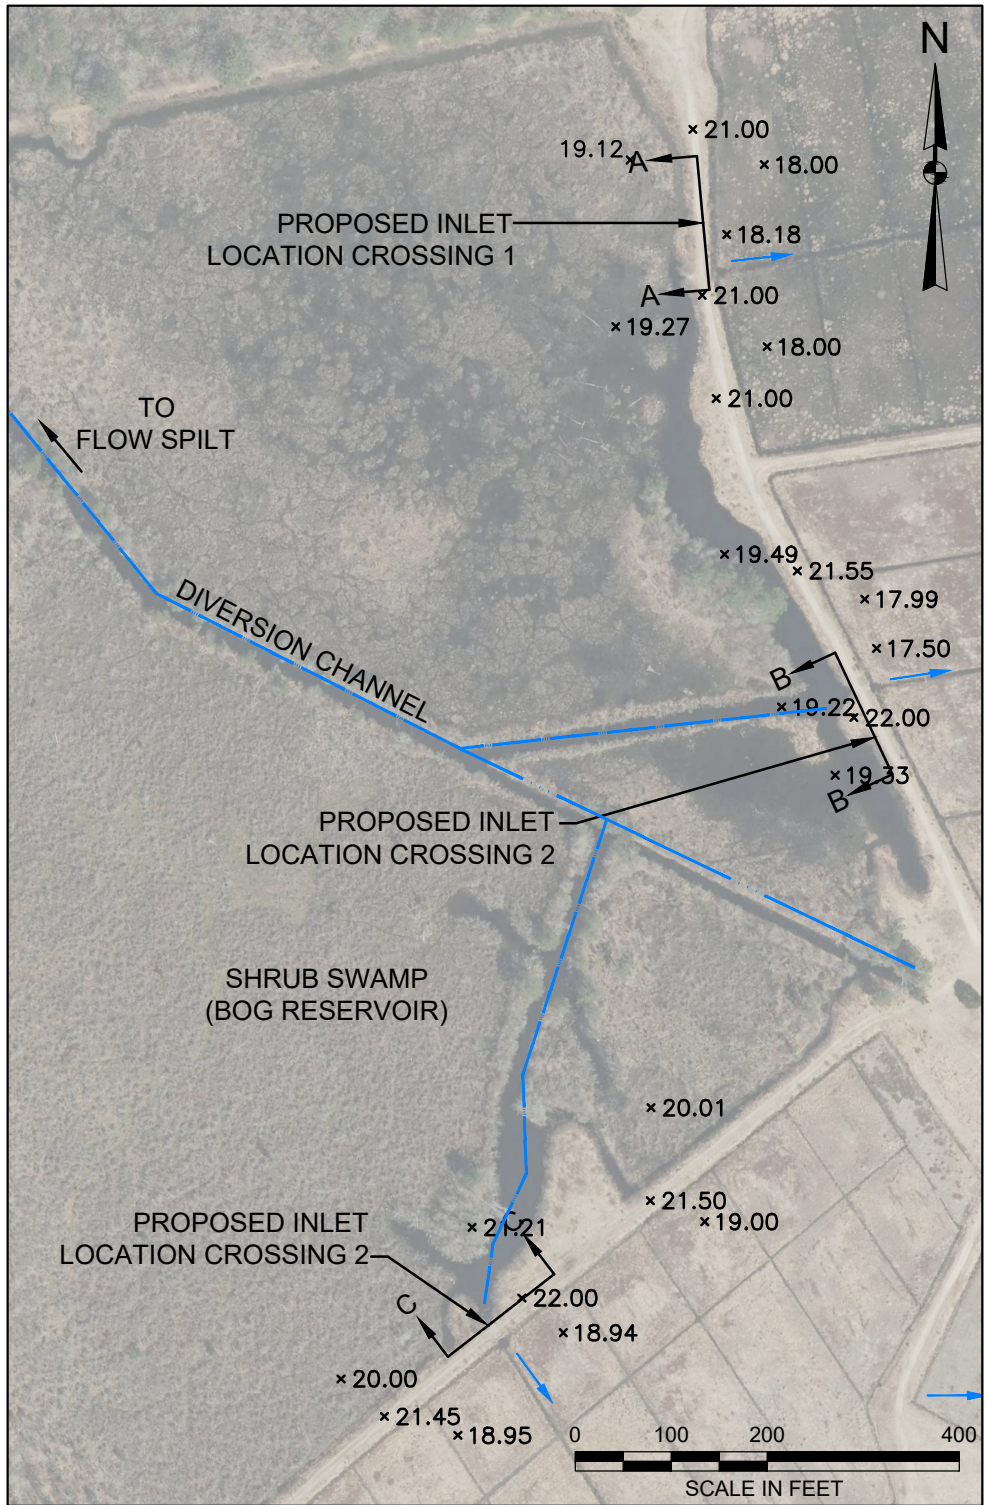 N
21.00
19.12
A
18.00
PROPOSED INLET
LOCATION CROSSING 1
18.18
A
21.00
19.27
18.00
21.00
TO
FLOW SPILT
19.49
21.55
17.99
DIVERSION CHANNEL
17.50
B
19.22
22.00
19.33
B
PROPOSED INLET
LOCATION CROSSING 2
SHRUB SWAMP
(BOG RESERVOIR)
20.01
21.50
19.00
PROPOSED INLET
LOCATION CROSSING 2
21.21
C
C
22.00
18.94
20.00
21.45
18.95
0 100 200 400
SCALE IN FEET